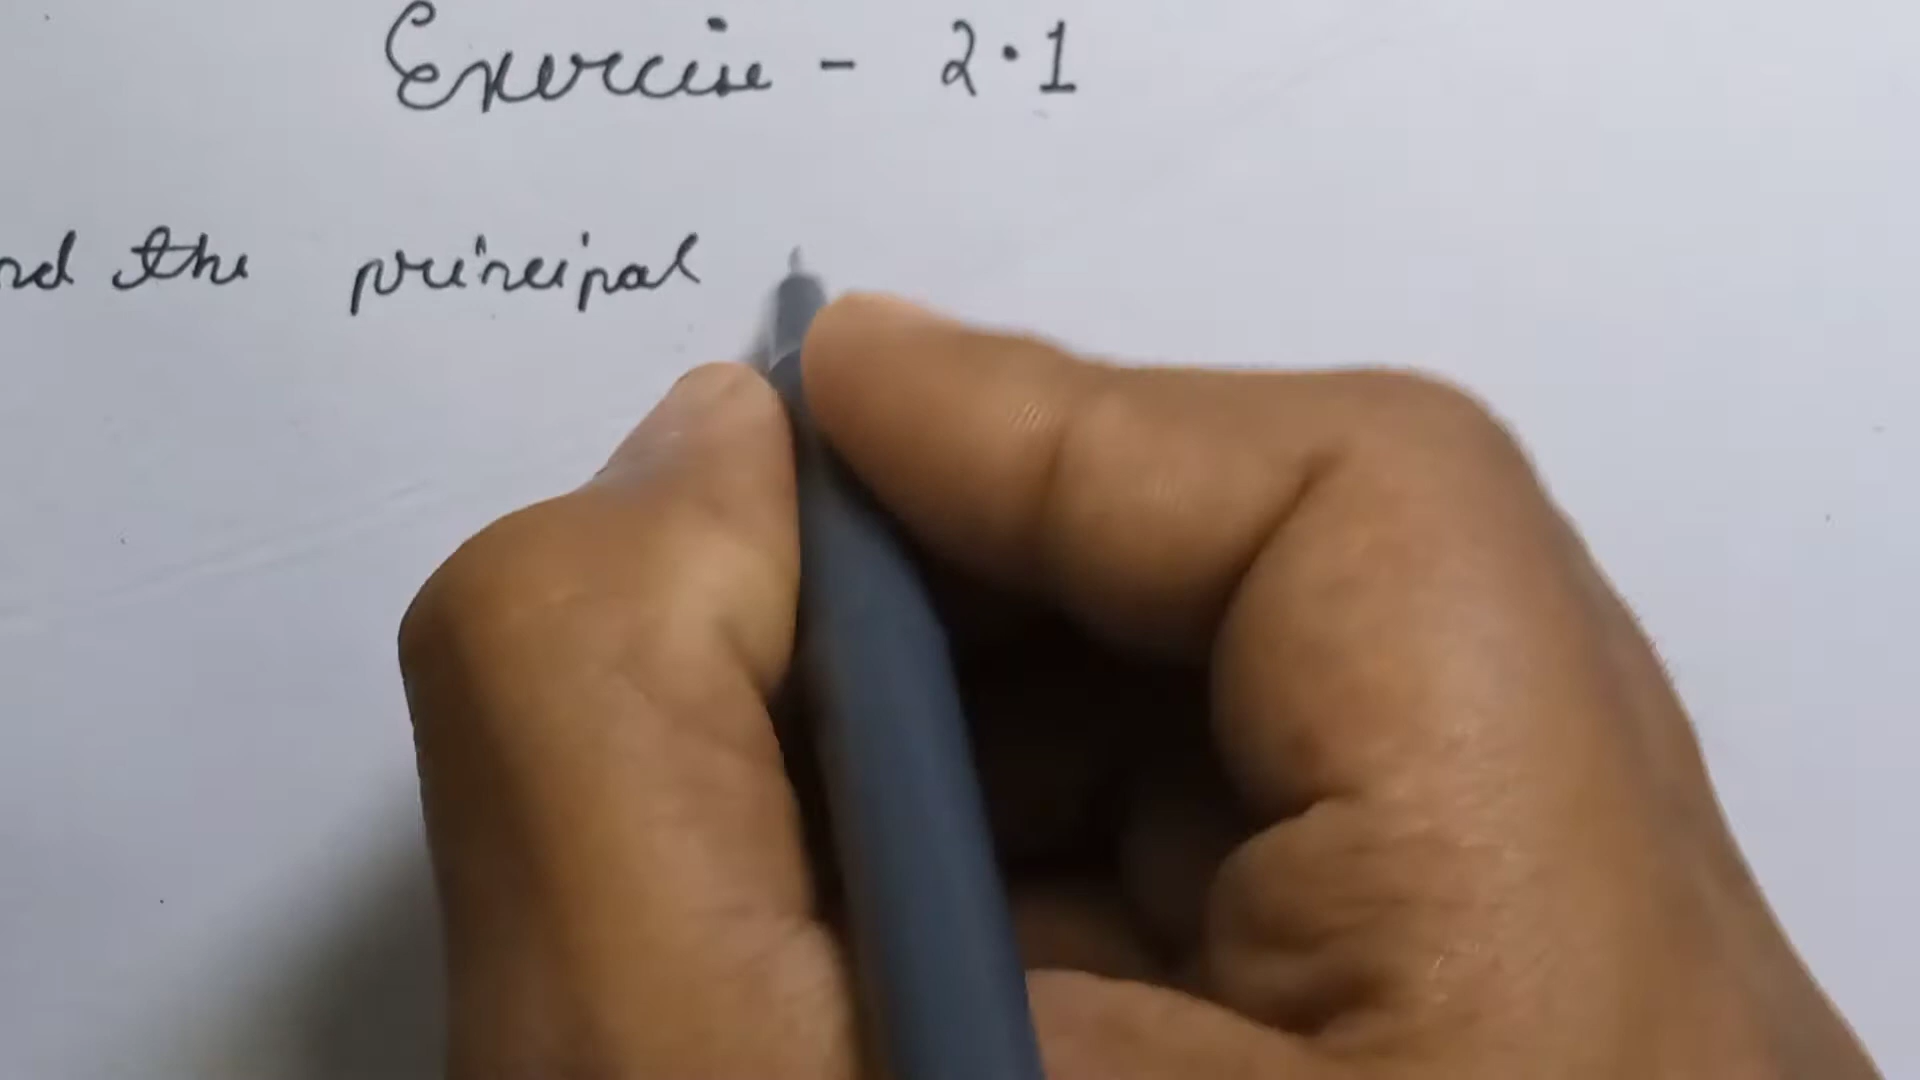 Exercise - 2.1
nd the principal